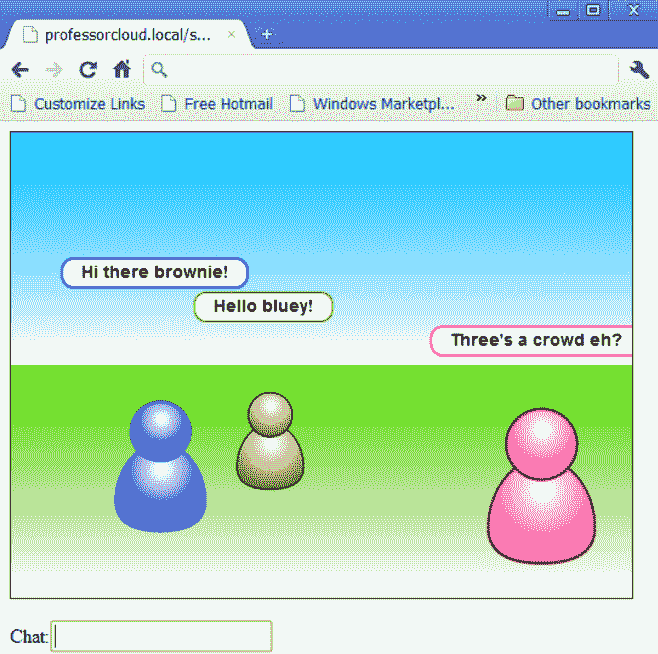 professorcloud.local/s...
Customize Links
Free Hotmail
Windows Marketpl...
»
Other bookmarks
Hi there brownie!
Hello bluey!
Three's a crowd eh?
Chat: